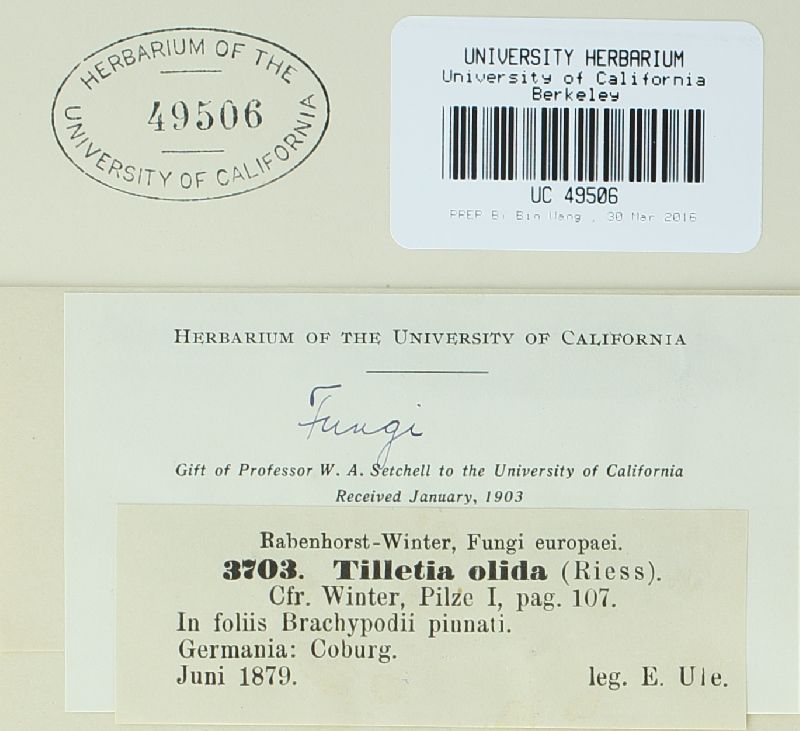 HERBARIUM OF THE
49506
UNIVERSITY OF CALIFORNIA
UNIVERSITY HERBARIUM
University of California
Berkeley
UC 49506
PREP By Bin Wang , 30 Mar 2016
HERBARIUM OF THE UNIVERSITY OF CALIFORNIA
Fungi
Gift of Professor W. A. Setchell to the University of California
Received January, 1903
Rabenhorst-Winter, Fungi europaei.
3703. Tilletia olida (Riess).
Cfr. Winter, Pilze I, pag. 107.
In foliis Brachypodii pinnati.
Germania: Coburg.
Juni 1879. leg. E. Ule.